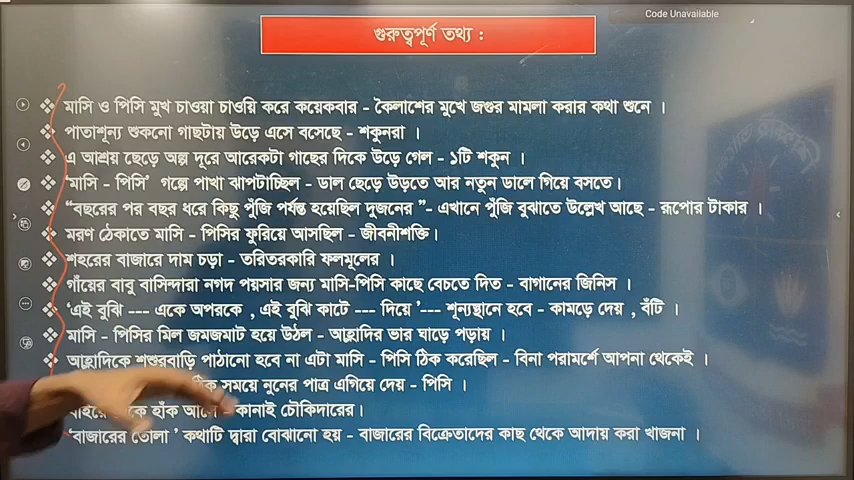 Code Unavailable
গুরুত্বপূর্ণ তথ্য :
❖ মাসি ও পিসি মুখ চাওয়া চাওয়ি করে কয়েকবার - কৈলাশের মুখে জগুর মামলা করার কথা শুনে ।
❖ পাতাশূন্য শুকনো গাছটায় উড়ে এসে বসেছে - শকুনরা ।
❖ এ আশ্রয় ছেড়ে অল্প দূরে আরেকটা গাছের দিকে উড়ে গেল - ১টি শকুন ।
❖ 'মাসি - পিসি' গল্পে পাখা ঝাপটাচ্ছিল - ডাল ছেড়ে উড়তে আর নতুন ডালে গিয়ে বসতে।
❖ “বছরের পর বছর ধরে কিছু পুঁজি পর্যন্ত হয়েছিল দুজনের ”- এখানে পুঁজি বুঝাতে উল্লেখ আছে - রূপোর টাকার ।
❖ মরণ ঠেকাতে মাসি - পিসির ফুরিয়ে আসছিল - জীবনীশক্তি।
❖ শহরের বাজারে দাম চড়া - তরিতরকারি ফলমূলের ।
❖ গাঁয়ের বাবু বাসিন্দারা নগদ পয়সার জন্য মাসি-পিসি কাছে বেচতে দিত - বাগানের জিনিস ।
❖ 'এই বুঝি --- একে অপরকে , এই বুঝি কাটে --- দিয়ে '--- শূন্যস্থানে হবে - কামড়ে দেয় , বঁটি ।
❖ মাসি - পিসির মিল জমজমাট হয়ে উঠল - আহ্লাদির ভার ঘাড়ে পড়ায় ।
❖ আহ্লাদিকে শশুরবাড়ি পাঠানো হবে না এটা মাসি - পিসি ঠিক করেছিল - বিনা পরামর্শে আপনা থেকেই ।
সময়ে নুনের পাত্র এগিয়ে দেয় - পিসি ।
হাঁক আসে - কানাই চৌকিদারের।
'বাজারের তোলা ' কথাটি দ্বারা বোঝানো হয় - বাজারের বিক্রেতাদের কাছ থেকে আদায় করা খাজনা ।